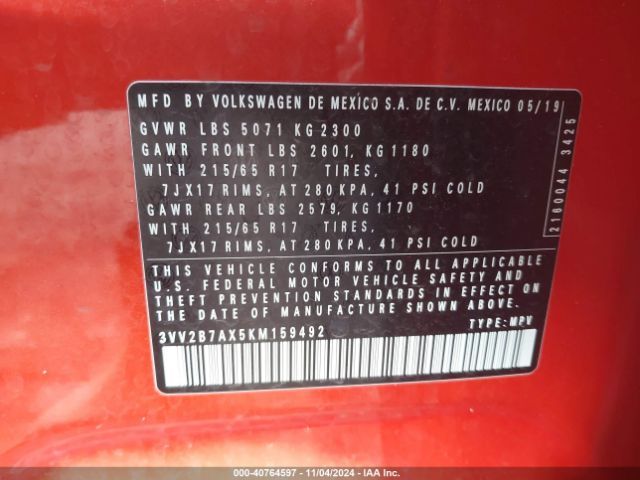 MFD BY VOLKSWAGEN DE MEXICO S.A. DE C.V. MEXICO 05/19
GVWR LBS 5071 KG 2300
GAWR FRONT LBS 2601, KG 1180
WITH 215/65 R17 TIRES,
7JX17 RIMS, AT 280 KPA, 41 PSI COLD
GAWR REAR LBS 2579, KG 1170
WITH 215/65 R17 TIRES,
7JX17 RIMS, AT 280 KPA, 41 PSI COLD
THIS VEHICLE CONFORMS TO ALL APPLICABLE
U.S. FEDERAL MOTOR VEHICLE SAFETY AND
THEFT PREVENTION STANDARDS IN EFFECT ON
THE DATE OF MANUFACTURE SHOWN ABOVE.
3VV2B7AX5KM159492 TYPE: MPV
2160044 3425
000-40764597 - 11/04/2024 - IAA Inc.